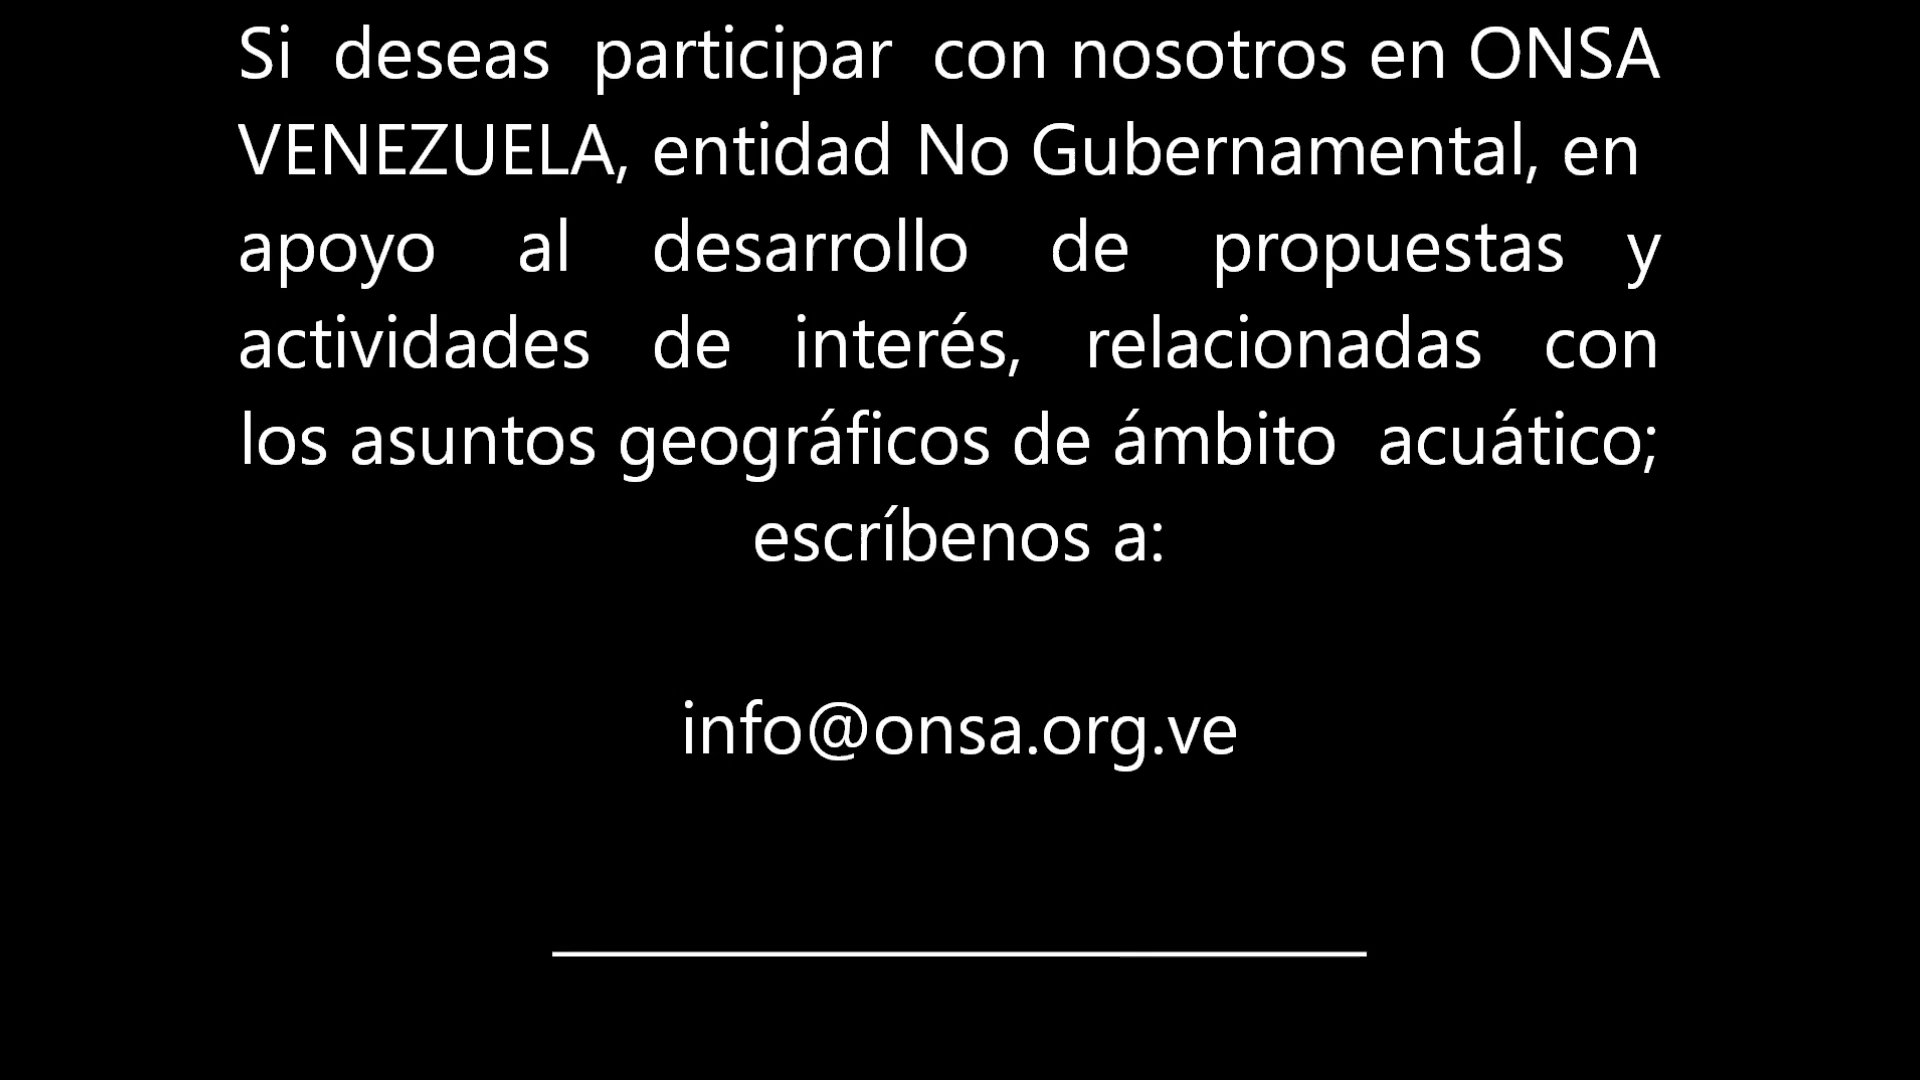 Si deseas participar con nosotros en ONSA
VENEZUELA, entidad No Gubernamental, en
apoyo al desarrollo de propuestas y
actividades de interés, relacionadas con
los asuntos geográficos de ámbito acuático;
escríbenos a:
info@onsa.org.ve